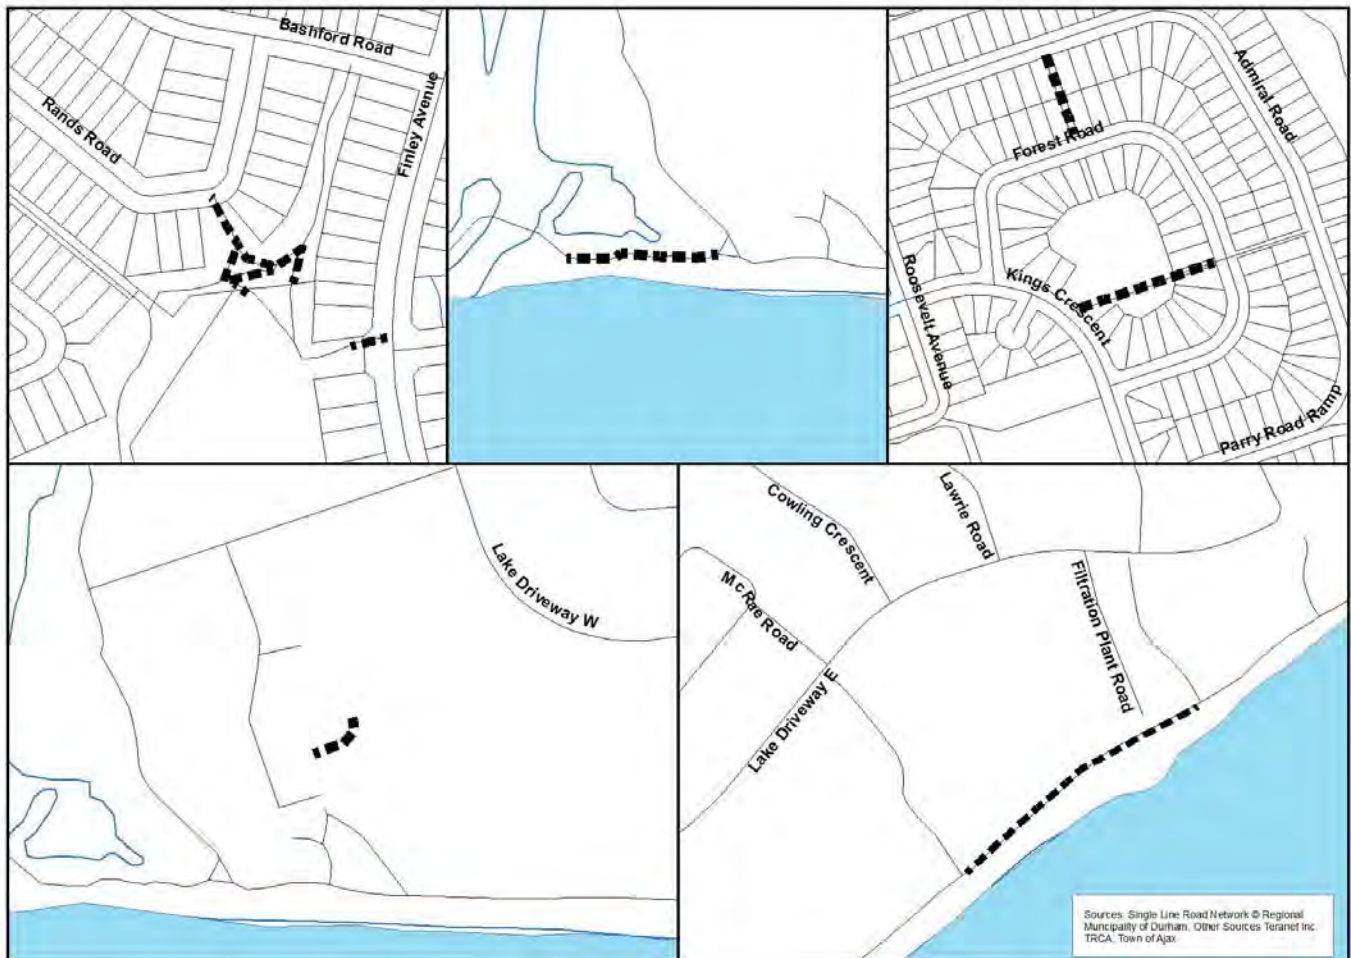 Bashford Road
Rands Road
Finley Avenue
Admiral Road
Forest Road
Kings Crescent
Roosevelt Avenue
Parry Road Ramp
Lake Driveway W
Cowling Crescent
Lawrie Road
Mc Rae Road
Filtration Plant Road
Lake Driveway E
Sources: Single Line Road Network © Regional
Muncipality of Durham. Other Sources Teranet Inc.
TRCA, Town of Ajax